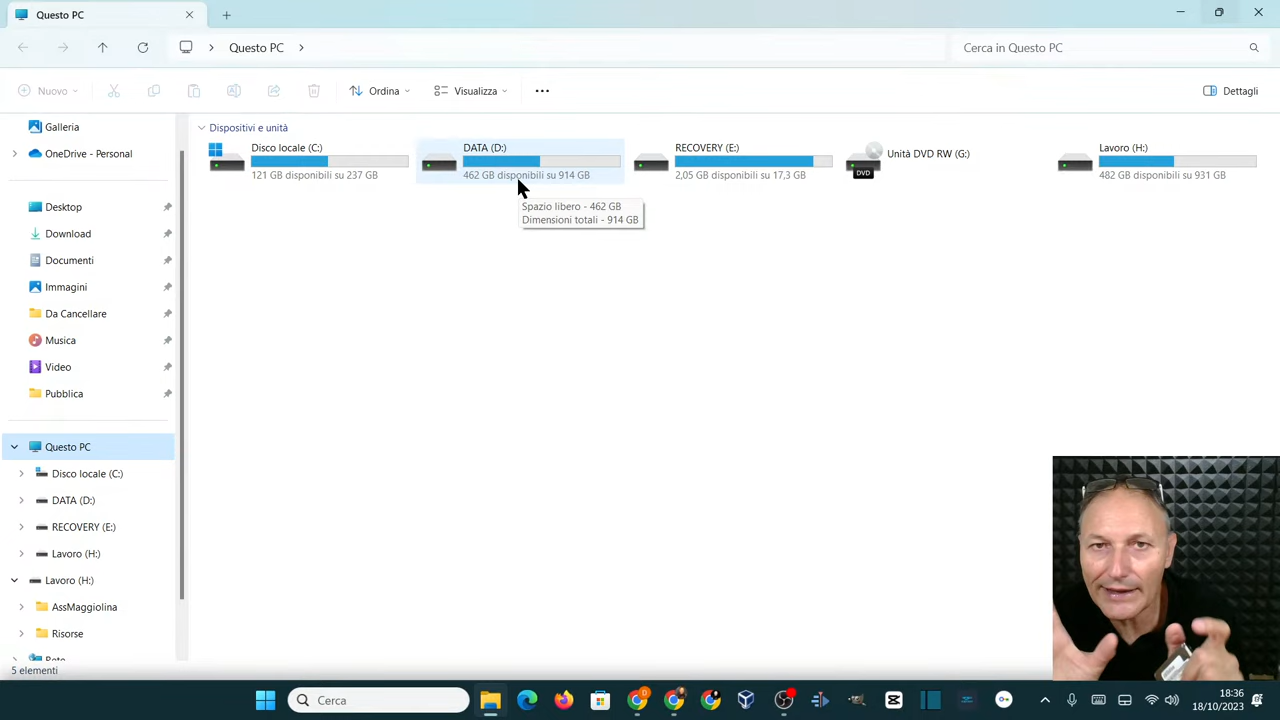 Questo PC
Questo PC
Cerca in Questo PC
Nuovo
Ordina
Visualizza
Dettagli
Galleria
OneDrive - Personal
Desktop
Download
Documenti
Immagini
Da Cancellare
Musica
Video
Pubblica
Questo PC
Disco locale (C:)
DATA (D:)
RECOVERY (E:)
Lavoro (H:)
Lavoro (H:)
AssMaggiolina
Risorse
Rete
5 elementi
Dispositivi e unità
Disco locale (C:)
121 GB disponibili su 237 GB
DATA (D:)
462 GB disponibili su 914 GB
Spazio libero - 462 GB
Dimensioni totali - 914 GB
RECOVERY (E:)
2,05 GB disponibili su 17,3 GB
DVD
Unità DVD RW (G:)
Lavoro (H:)
482 GB disponibili su 931 GB
Cerca
18:36
18/10/2023